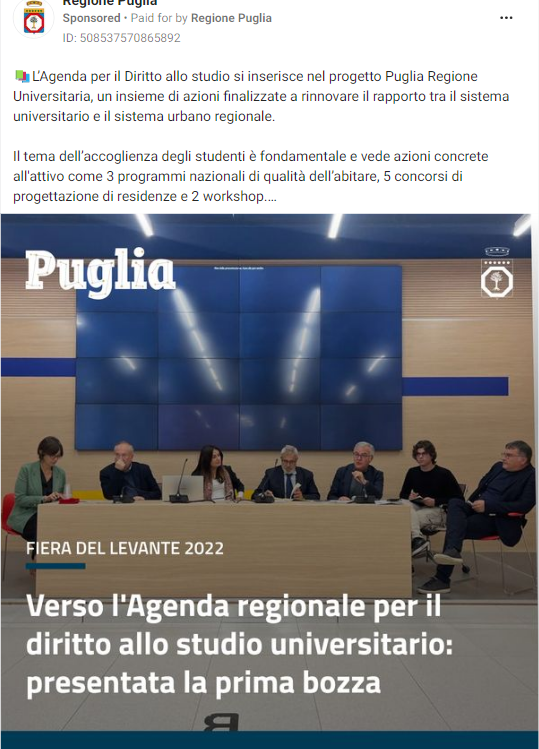 Regione Puglia
Sponsored • Paid for by Regione Puglia
ID: 508537570865892
L'Agenda per il Diritto allo studio si inserisce nel progetto Puglia Regione
Universitaria, un insieme di azioni finalizzate a rinnovare il rapporto tra il sistema
universitario e il sistema urbano regionale.
Il tema dell'accoglienza degli studenti è fondamentale e vede azioni concrete
all'attivo come 3 programmi nazionali di qualità dell'abitare, 5 concorsi di
progettazione di residenze e 2 workshop....
Puglia
FIERA DEL LEVANTE 2022
Verso l'Agenda regionale per il
diritto allo studio universitario:
presentata la prima bozza